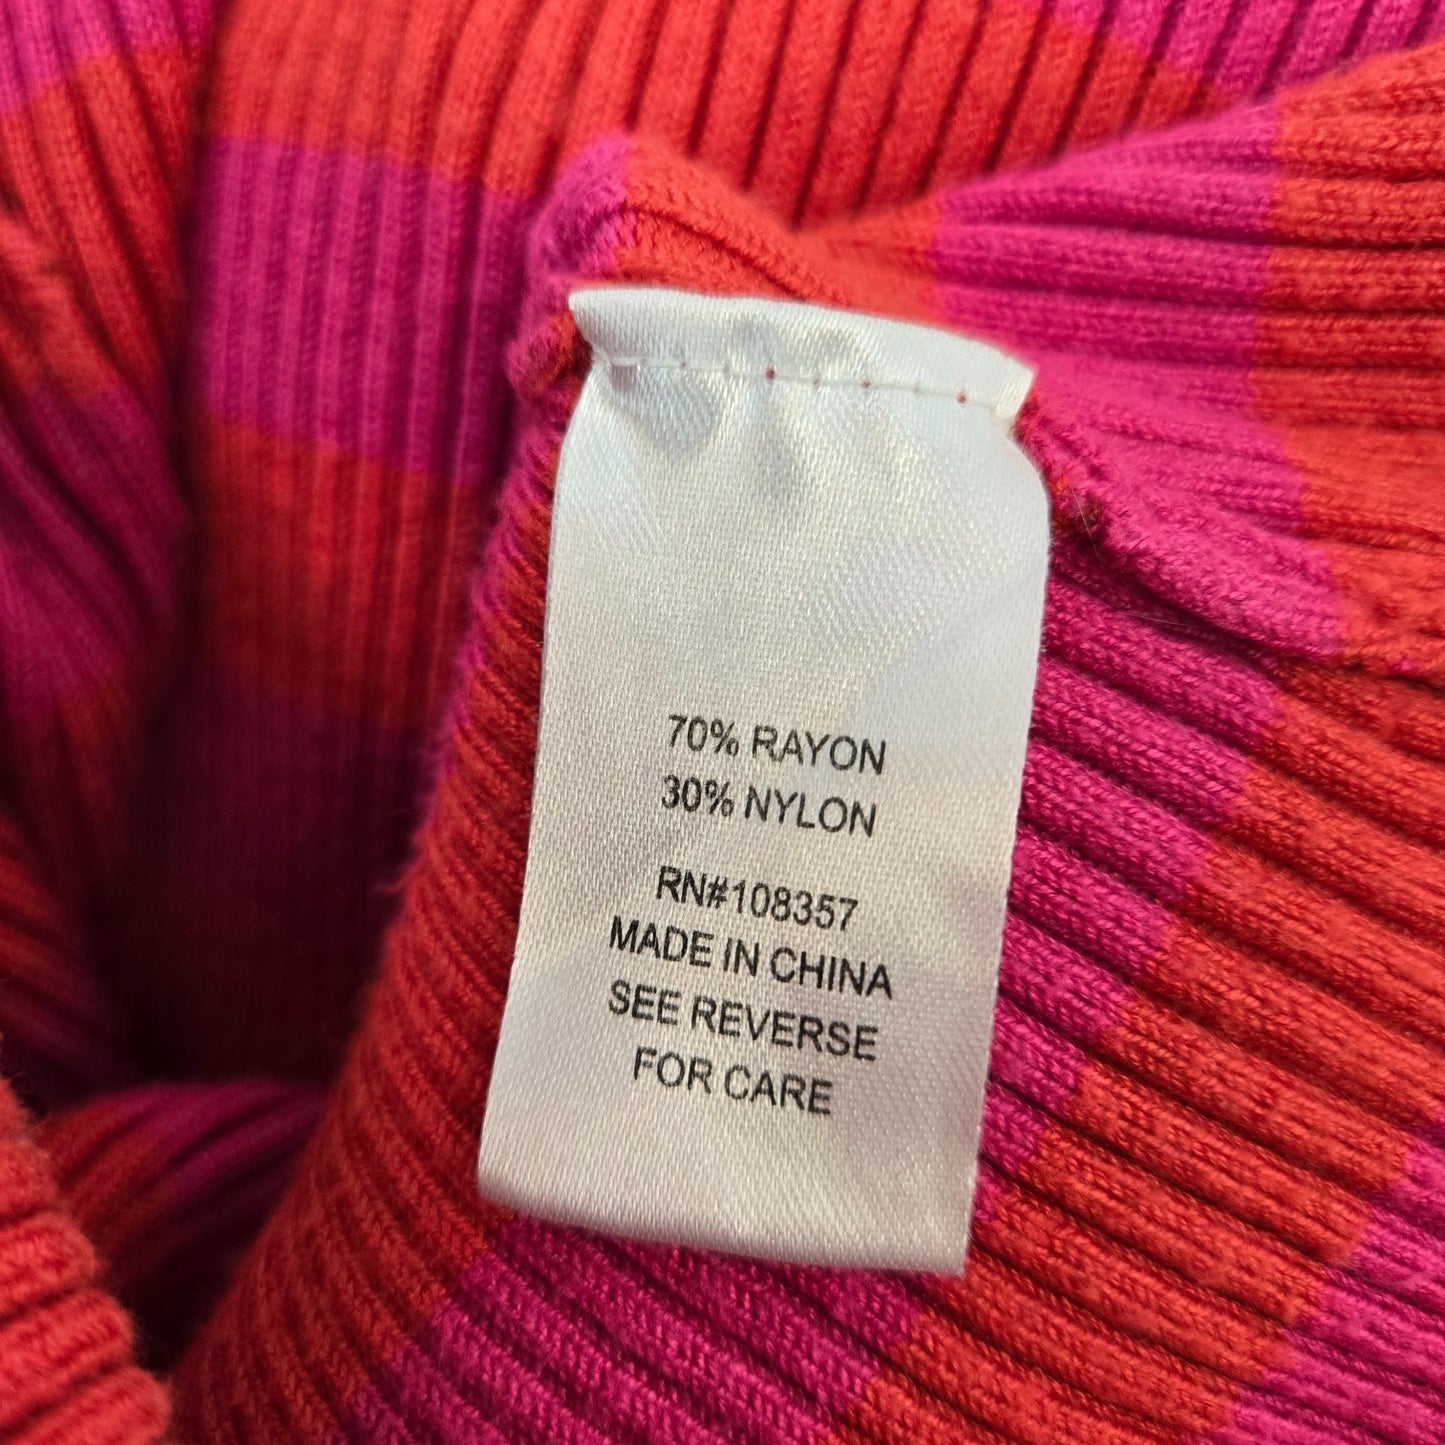 70% RAYON
30% NYLON
RN#108357
MADE IN CHINA
SEE REVERSE
FOR CARE